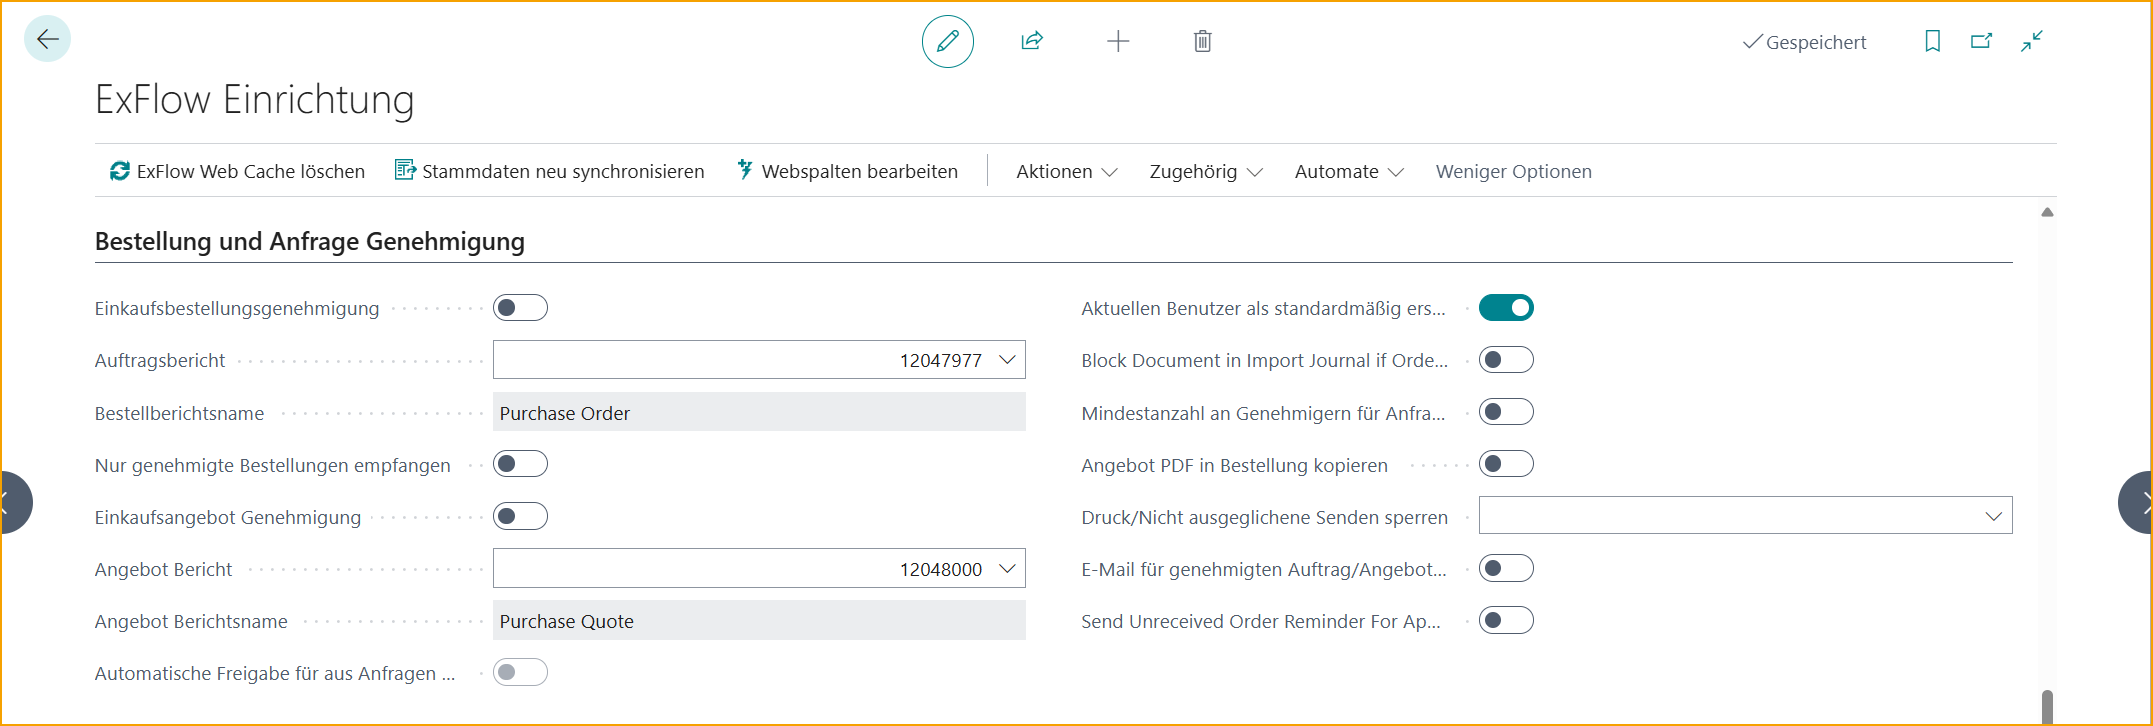 Gespeichert
ExFlow Einrichtung
ExFlow Web Cache löschen Stammdaten neu synchronisieren Webspalten bearbeiten Aktionen Zugehörig Automate Weniger Optionen
Bestellung und Anfrage Genehmigung
Einkaufsbestellungsgenehmigung
Auftragsbericht 12047977
Bestellberichtsname Purchase Order
Nur genehmigte Bestellungen empfangen
Einkaufsangebot Genehmigung
Angebot Bericht 12048000
Angebot Berichtsname Purchase Quote
Automatische Freigabe für aus Anfragen ...
Aktuellen Benutzer als standardmäßig ers...
Block Document in Import Journal if Orde...
Mindestanzahl an Genehmigern für Anfra...
Angebot PDF in Bestellung kopieren
Druck/Nicht ausgeglichene Senden sperren
E-Mail für genehmigten Auftrag/Angebot...
Send Unreceived Order Reminder For Ap...